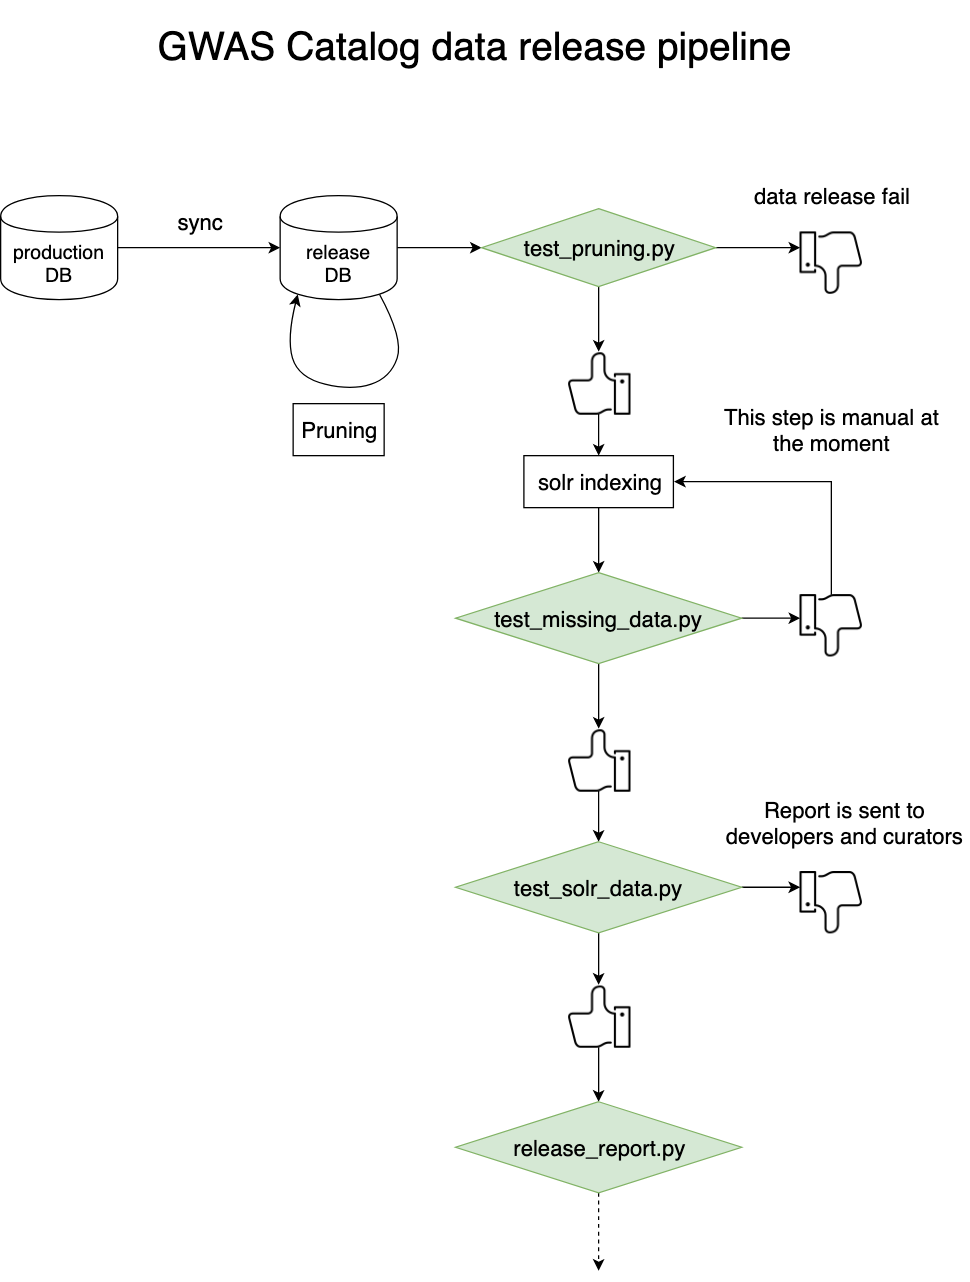 GWAS Catalog data release pipeline
data release fail
sync
production
DB
release
DB
test_pruning.py
Pruning
This step is manual at
the moment
solr indexing
test_missing_data.py
Report is sent to
developers and curators
test_solr_data.py
release_report.py